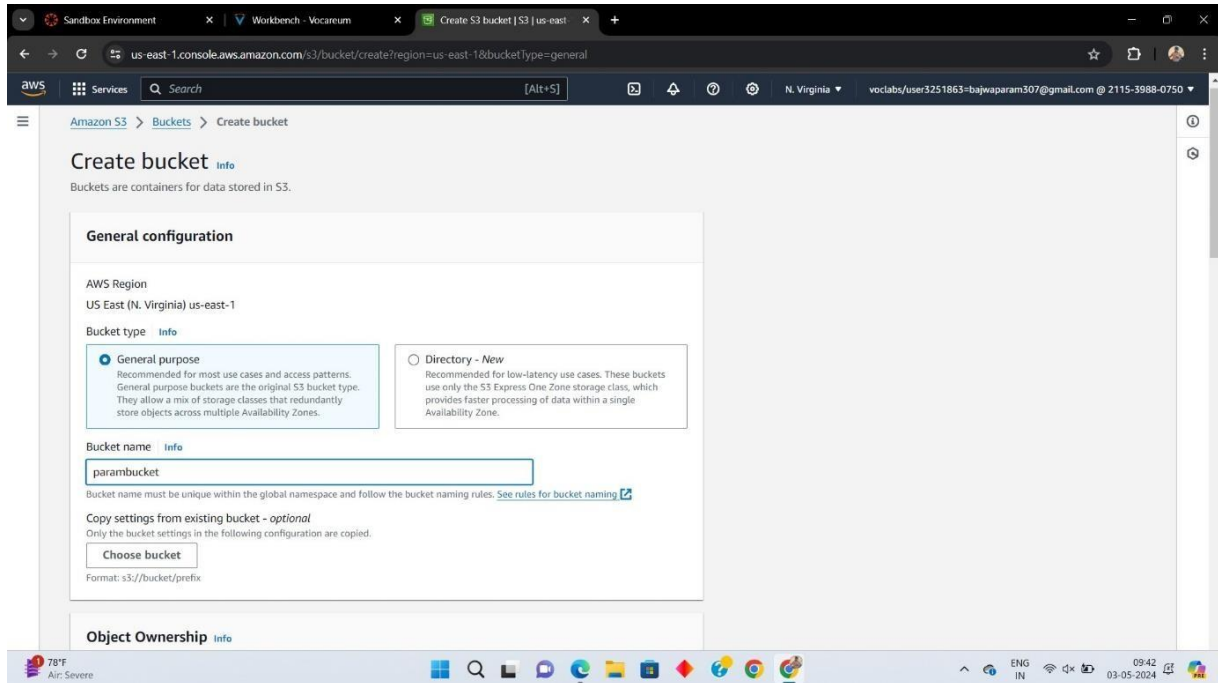 Sandbox Environment
Workbench - Vocareum
Create S3 bucket | S3 | us-east-
us-east-1.console.aws.amazon.com/s3/bucket/create?region=us-east-1&bucketType=general
aws
Services
Search
[Alt+S]
N. Virginia
voclabs/user3251863=bajwaparam307@gmail.com @ 2115-3988-0750
Amazon S3 > Buckets > Create bucket
Create bucket Info
Buckets are containers for data stored in S3.
General configuration
AWS Region
US East (N. Virginia) us-east-1
Bucket type Info
General purpose
Recommended for most use cases and access patterns.
General purpose buckets are the original S3 bucket type.
They allow a mix of storage classes that redundantly
store objects across multiple Availability Zones.
Directory - New
Recommended for low-latency use cases. These buckets
use only the S3 Express One Zone storage class, which
provides faster processing of data within a single
Availability Zone.
Bucket name Info
parambucket
Bucket name must be unique within the global namespace and follow the bucket naming rules. See rules for bucket naming
Copy settings from existing bucket - optional
Only the bucket settings in the following configuration are copied.
Choose bucket
Format: s3://bucket/prefix
Object Ownership Info
78°F
Air: Severe
ENG
IN
09:42
03-05-2024
PRE